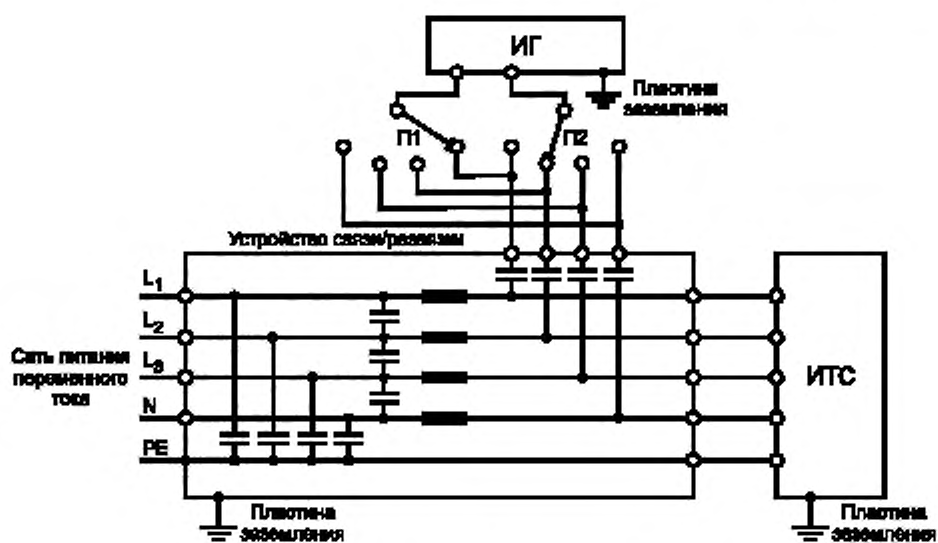 ИГ
Пластина
заземления
П1
П2
Устройство связи/развязки
L1
L2
L3
N
PE
Сеть питания
переменного
тока
ИТС
Пластина
заземления
Пластина
заземления